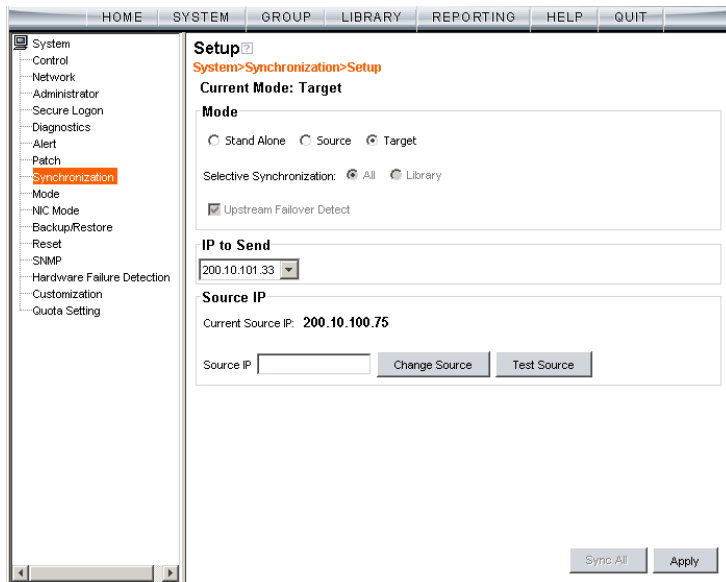 HOME SYSTEM GROUP LIBRARY REPORTING HELP QUIT
System
Control
Network
Administrator
Secure Logon
Diagnostics
Alert
Patch
Synchronization
Mode
NIC Mode
Backup/Restore
Reset
SNMP
Hardware Failure Detection
Customization
Quota Setting
Setup ?
System>Synchronization>Setup
Current Mode: Target
Mode
Stand Alone Source Target
Selective Synchronization: All Library
Upstream Failover Detect
IP to Send
200.10.101.33
Source IP
Current Source IP: 200.10.100.75
Source IP Change Source Test Source
Sync All Apply